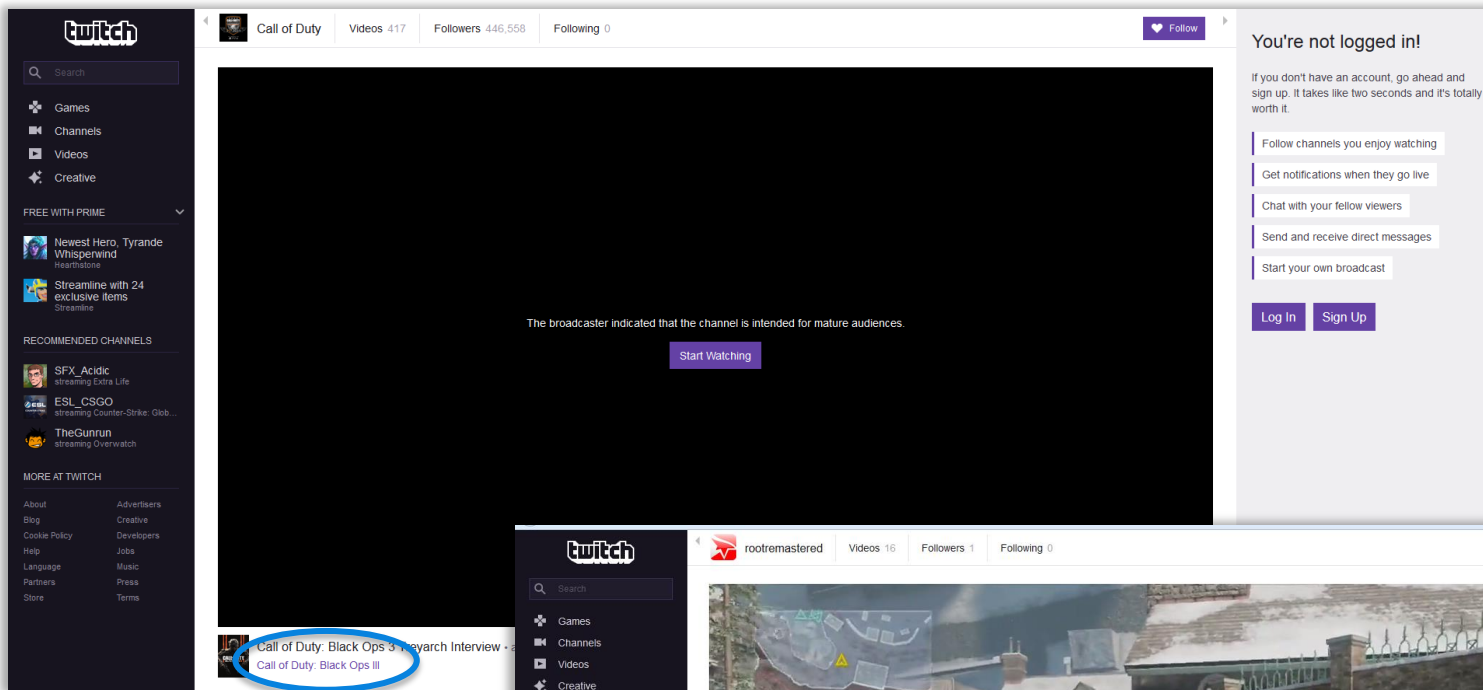 twitch
Call of Duty
Videos 417
Followers 446,558
Following 0
Follow
Search
Games
Channels
Videos
Creative
FREE WITH PRIME
Newest Hero, Tyrande
Whisperwind
Hearthstone
Streamline with 24
exclusive items
Streamline
RECOMMENDED CHANNELS
SFX_Acidic
streaming Extra Life
ESL_CSGO
streaming Counter-Strike: Glob...
TheGunrun
streaming Overwatch
MORE AT TWITCH
About Advertisers
Blog Creative
Cookie Policy Developers
Help Jobs
Language Music
Partners Press
Store Terms
The broadcaster indicated that the channel is intended for mature audiences.
Start Watching
Call of Duty: Black Ops 3 Interview •
Call of Duty: Black Ops III
You're not logged in!
If you don't have an account, go ahead and
sign up. It takes like two seconds and it's totally
worth it.
Follow channels you enjoy watching
Get notifications when they go live
Chat with your fellow viewers
Send and receive direct messages
Start your own broadcast
Log In Sign Up
twitch
rootremastered
Videos 16
Followers 1
Following 0
Search
Games
Channels
Videos
Creative